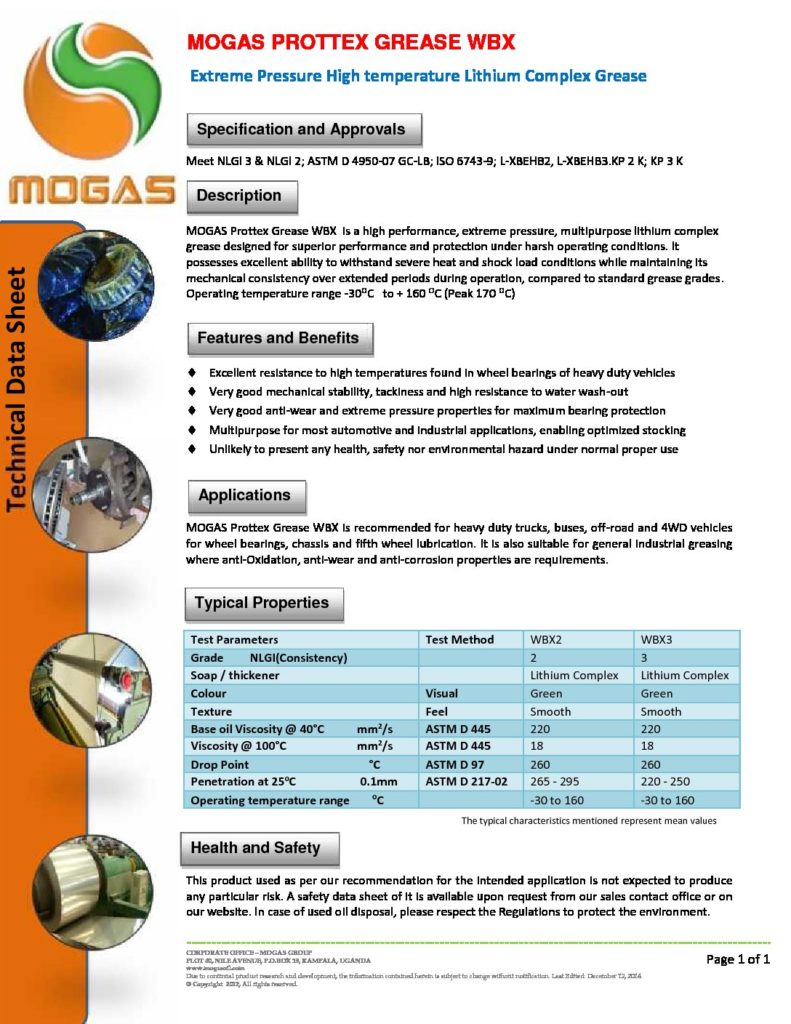 MOGAS PROTTEX GREASE WBX
Extreme Pressure High temperature Lithium Complex Grease
MOGAS
Technical Data Sheet
Specification and Approvals
Meet NLGI 3 & NLGI 2; ASTM D 4950-07 GC-LB; ISO 6743-9; L-XBEHB2, L-XBEHB3.KP 2 K; KP 3 K
Description
MOGAS Prottex Grease WBX is a high performance, extreme pressure, multipurpose lithium complex
grease designed for superior performance and protection under harsh operating conditions. It
possesses excellent ability to withstand severe heat and shock load conditions while maintaining its
mechanical consistency over extended periods during operation, compared to standard grease grades.
Operating temperature range -30°C to + 160 °C (Peak 170 °C)
Features and Benefits
♦ Excellent resistance to high temperatures found in wheel bearings of heavy duty vehicles
♦ Very good mechanical stability, tackiness and high resistance to water wash-out
♦ Very good anti-wear and extreme pressure properties for maximum bearing protection
♦ Multipurpose for most automotive and industrial applications, enabling optimized stocking
♦ Unlikely to present any health, safety nor environmental hazard under normal proper use
Applications
MOGAS Prottex Grease WBX is recommended for heavy duty trucks, buses, off-road and 4WD vehicles
for wheel bearings, chassis and fifth wheel lubrication. It is also suitable for general industrial greasing
where anti-Oxidation, anti-wear and anti-corrosion properties are requirements.
Typical Properties
Test Parameters Test Method WBX2 WBX3
Grade NLGI(Consistency) 2 3
Soap / thickener Lithium Complex Lithium Complex
Colour Visual Green Green
Texture Feel Smooth Smooth
Base oil Viscosity @ 40°C mm²/s ASTM D 445 220 220
Viscosity @ 100°C mm²/s ASTM D 445 18 18
Drop Point °C ASTM D 97 260 260
Penetration at 25°C 0.1mm ASTM D 217-02 265 - 295 220 - 250
Operating temperature range °C -30 to 160 -30 to 160
The typical characteristics mentioned represent mean values
Health and Safety
This product used as per our recommendation for the intended application is not expected to produce
any particular risk. A safety data sheet of it is available upon request from our sales contact office or on
our website. In case of used oil disposal, please respect the Regulations to protect the environment.
CORPORATE OFFICE – MOGAS GROUP
NILE AVENUE, P.O.BOX KAMPALA, UGANDA
www.mogasoil.com
Due to continual product research and development, the information contained herein is subject to change without notification. Last Edited: December 12, 2014
© Copyright 2012, All rights reserved.
Page 1 of 1